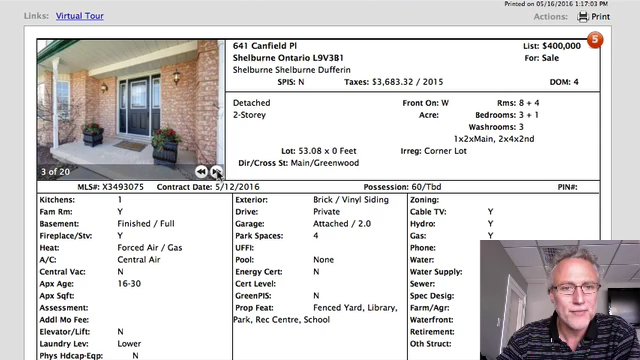 Printed on 05/16/2016 1:17:03 PM
Links: Virtual Tour
Actions: Print
5
641 Canfield Pl
List: $400,000
Shelburne Ontario L9V3B1
For: Sale
Shelburne Shelburne Dufferin
SPIS: N
Taxes: $3,683.32 / 2015
DOM: 4
Detached
Front On: W
Rms: 8 + 4
2-Storey
Acre:
Bedrooms: 3 + 1
Washrooms: 3
1x2xMain, 2x4x2nd
Lot: 53.08 x 0 Feet
Irreg: Corner Lot
Dir/Cross St: Main/Greenwood
3 of 20
MLS#: X3493075
Contract Date: 5/12/2016
Possession: 60/Tbd
PIN#:
Kitchens: 1
Fam Rm: Y
Basement: Finished / Full
Fireplace/Stv: Y
Heat: Forced Air / Gas
A/C: Central Air
Central Vac: N
Apx Age: 16-30
Apx Sqft:
Assessment:
Addl Mo Fee:
Elevator/Lift: N
Laundry Lev: Lower
Phys Hdcap-Eqp: N
Exterior: Brick / Vinyl Siding
Drive: Private
Garage: Attached / 2.0
Park Spaces: 4
UFFI:
Pool: None
Energy Cert: N
Cert Level:
GreenPIS: N
Prop Feat: Fenced Yard, Library,
Park, Rec Centre, School
Zoning:
Cable TV: Y
Hydro: Y
Gas: Y
Phone:
Water:
Water Supply:
Sewer:
Spec Desig:
Farm/Agr:
Waterfront:
Retirement:
Oth Struct: